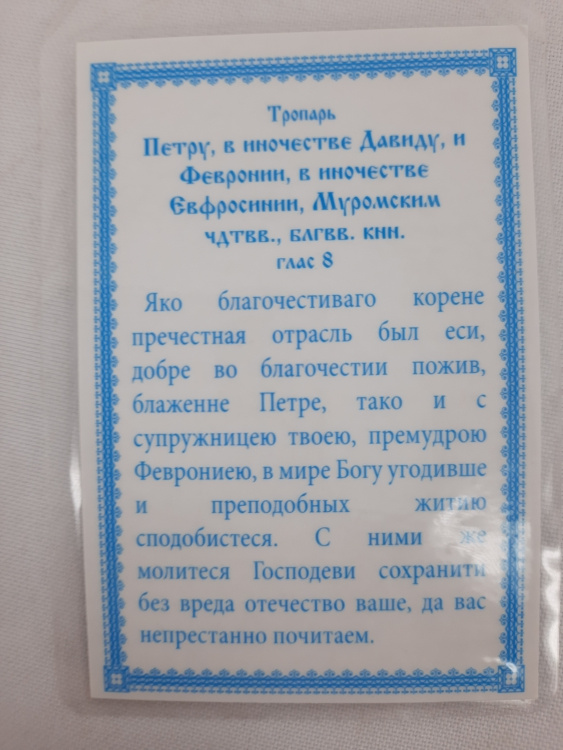 Тропарь
Петру, в иночестве Давиду, и
Февронии, в иночестве
Евфросинии, Муромским
чдтвв., блгвв. кнн.
глас 8
Яко благочестиваго корене
пречестная отрасль был еси,
добре во благочестии пожив,
блаженне Петре, тако и с
супружницею твоею, премудрою
Феврониею, в мире Богу угодивше
и преподобных житию
сподобистеся. С ними же
молитеся Господеви сохранити
без вреда отечество ваше, да вас
непрестанно почитаем.